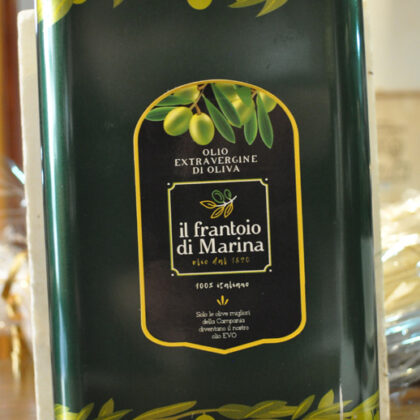 OLIO
EXTRAVERGINE
DI OLIVA
il frantoio
di Marina
olio dal 1890
100% italiano
Solo le olive migliori
della Campania
diventano il nostro
olio EVO